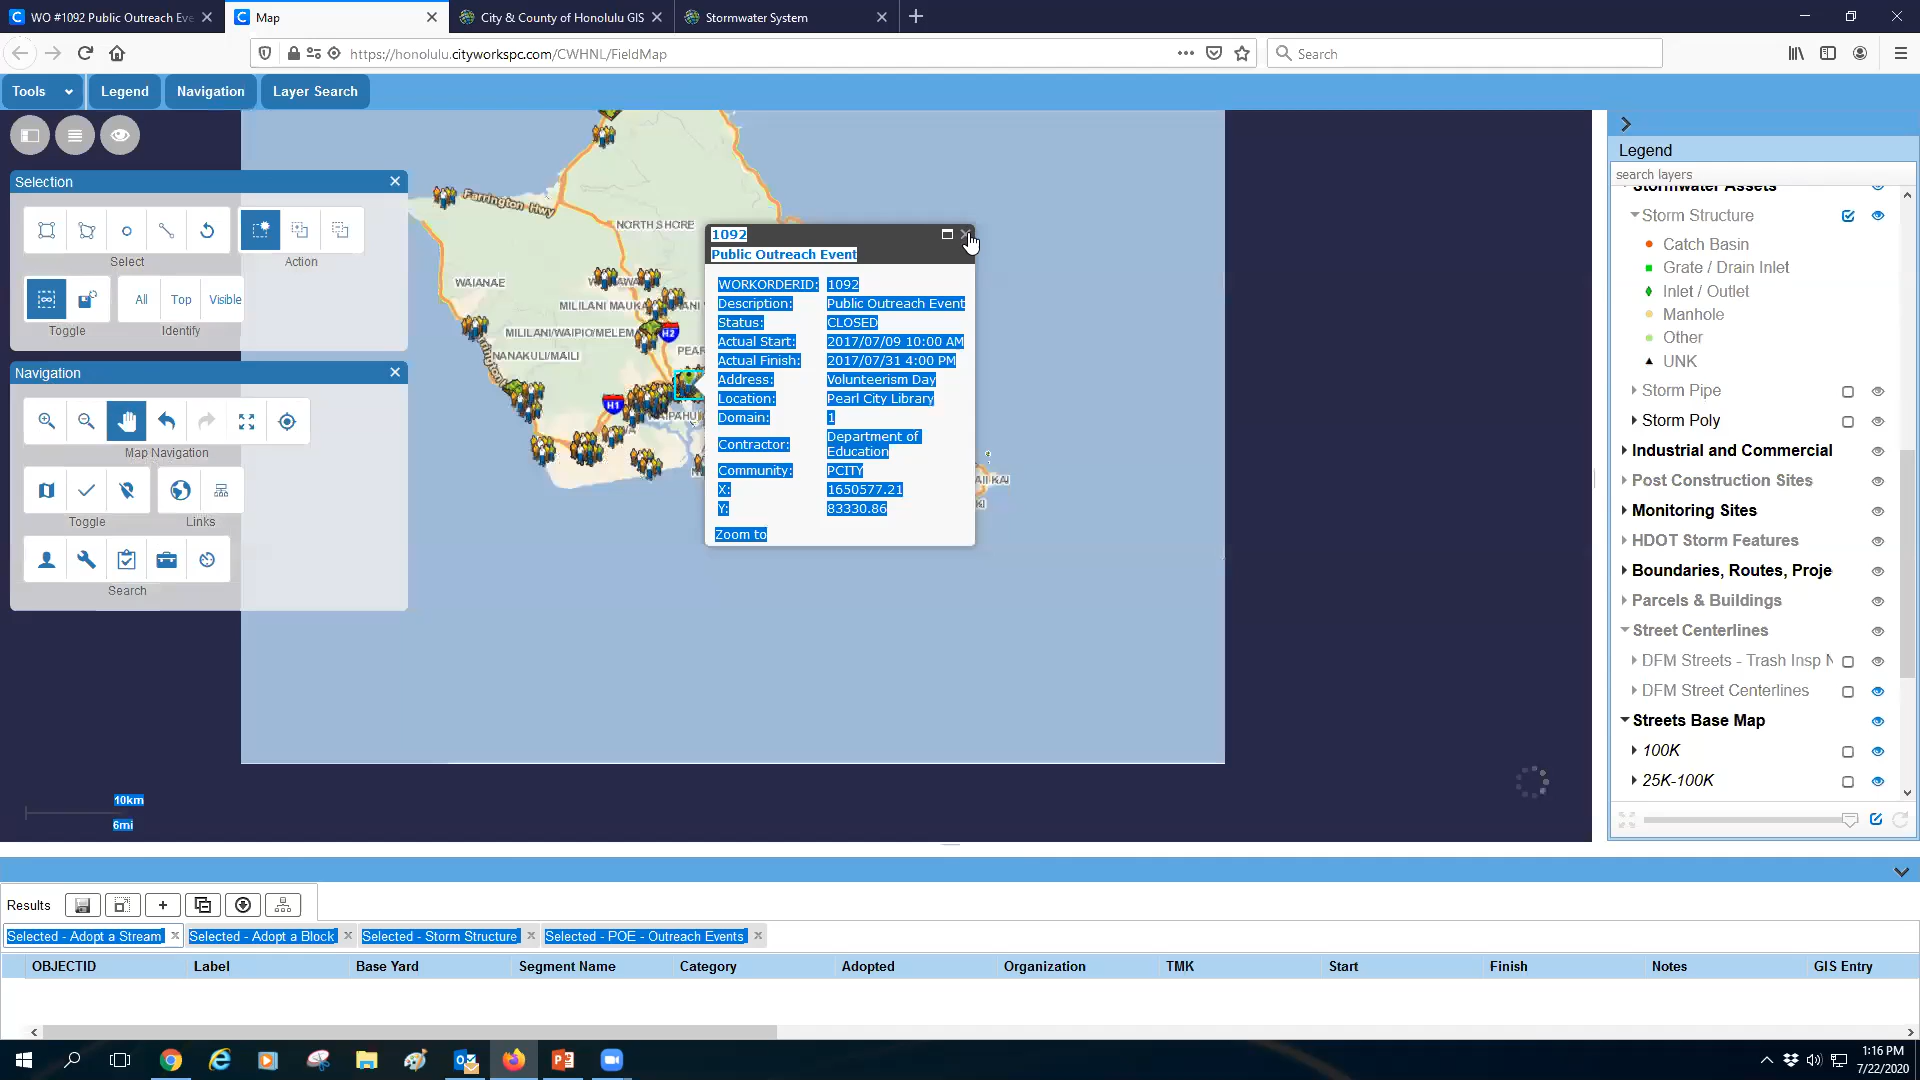 WO #1092 Public Outreach Eve
Map
City & County of Honolulu GIS
Stormwater System
https://honolulu.cityworkspc.com/CWHNL/FieldMap
Search
Tools
Legend
Navigation
Layer Search
Selection
Select
Action
All
Top
Visible
Toggle
Identify
Navigation
Map Navigation
Toggle
Links
Search
10km
6mi
Farrington Hwy
NORTH SHORE
WAIANAE
MILILANI MAUKA
MILILANI/WAIPIO/MELEM
H2
NANAKULI/MAILI
PEAR
H1
WAIPAHU
1092
Public Outreach Event
WORKORDERID: 1092
Description: Public Outreach Event
Status: CLOSED
Actual Start: 2017/07/09 10:00 AM
Actual Finish: 2017/07/31 4:00 PM
Address: Volunteerism Day
Location: Pearl City Library
Domain: 1
Contractor: Department of
Education
Community: PCITY
X: 1650577.21
Y: 83330.86
Zoom to
Legend
search layers
Stormwater Assets
Storm Structure
Catch Basin
Grate / Drain Inlet
Inlet / Outlet
Manhole
Other
UNK
Storm Pipe
Storm Poly
Industrial and Commercial
Post Construction Sites
Monitoring Sites
HDOT Storm Features
Boundaries, Routes, Proje
Parcels & Buildings
Street Centerlines
DFM Streets - Trash Insp N
DFM Street Centerlines
Streets Base Map
100K
25K-100K
Results
Selected - Adopt a Stream
Selected - Adopt a Block
Selected - Storm Structure
Selected - POE - Outreach Events
OBJECTID
Label
Base Yard
Segment Name
Category
Adopted
Organization
TMK
Start
Finish
Notes
GIS Entry
1:16 PM
7/22/2020